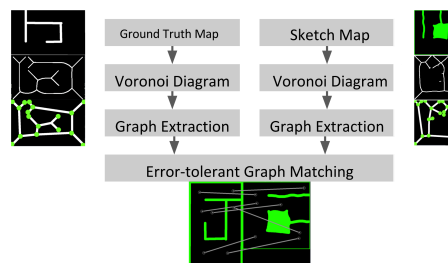 Ground Truth Map
Sketch Map
Voronoi Diagram
Voronoi Diagram
Graph Extraction
Graph Extraction
Error-tolerant Graph Matching